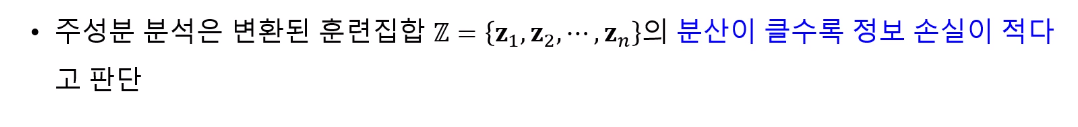 • 주성분 분석은 변환된 훈련집합 ℤ = {𝐳₁, 𝐳₂, ⋯ , 𝐳ₙ}의 분산이 클수록 정보 손실이 적다
고 판단